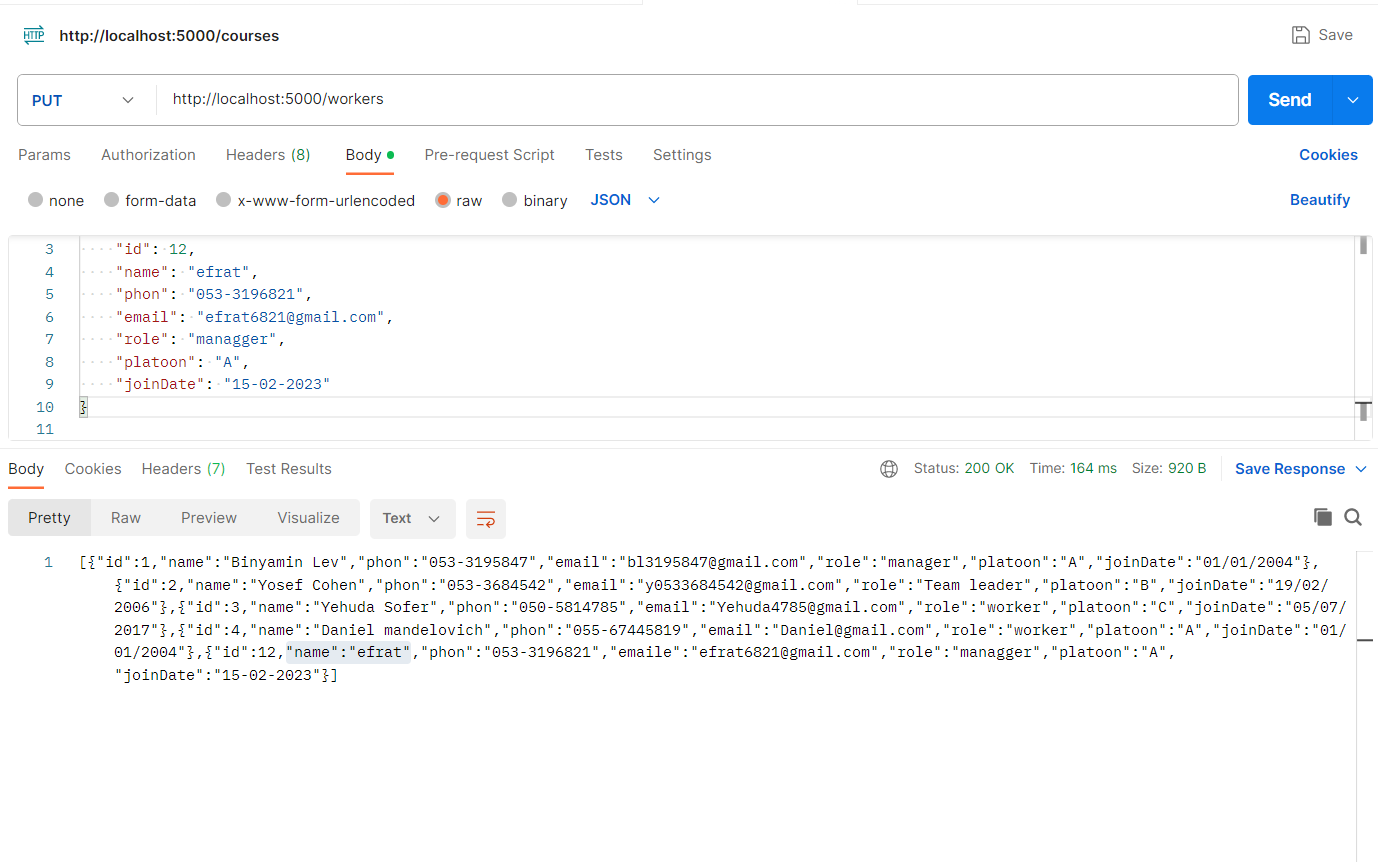 HTTP http://localhost:5000/courses Save
PUT http://localhost:5000/workers Send
Params Authorization Headers (8) Body Pre-request Script Tests Settings Cookies
none form-data x-www-form-urlencoded raw binary JSON Beautify
3 "id": 12,
4 "name": "efrat",
5 "phon": "053-3196821",
6 "email": "efrat6821@gmail.com",
7 "role": "managger",
8 "platoon": "A",
9 "joinDate": "15-02-2023"
10 }
11
Body Cookies Headers (7) Test Results Status: 200 OK Time: 164 ms Size: 920 B Save Response
Pretty Raw Preview Visualize Text
1 [{"id":1,"name":"Binyamin Lev","phon":"053-3195847","email":"bl3195847@gmail.com","role":"manager","platoon":"A","joinDate":"01/01/2004"},
{"id":2,"name":"Yosef Cohen","phon":"053-3684542","email":"y0533684542@gmail.com","role":"Team leader","platoon":"B","joinDate":"19/02/
2006"},{"id":3,"name":"Yehuda Sofer","phon":"050-5814785","email":"Yehuda4785@gmail.com","role":"worker","platoon":"C","joinDate":"05/07/
2017"},{"id":4,"name":"Daniel mandelovich","phon":"055-67445819","email":"Daniel@gmail.com","role":"worker","platoon":"A","joinDate":"01/
01/2004"},{"id":12,"name":"efrat","phon":"053-3196821","emaile":"efrat6821@gmail.com","role":"managger","platoon":"A",
"joinDate":"15-02-2023"}]